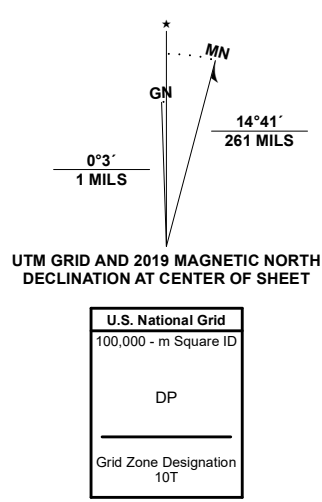 ★
MN
GN
14°41´
261 MILS
0°3´
1 MILS
UTM GRID AND 2019 MAGNETIC NORTH
DECLINATION AT CENTER OF SHEET
U.S. National Grid
100,000 - m Square ID
DP
Grid Zone Designation
10T